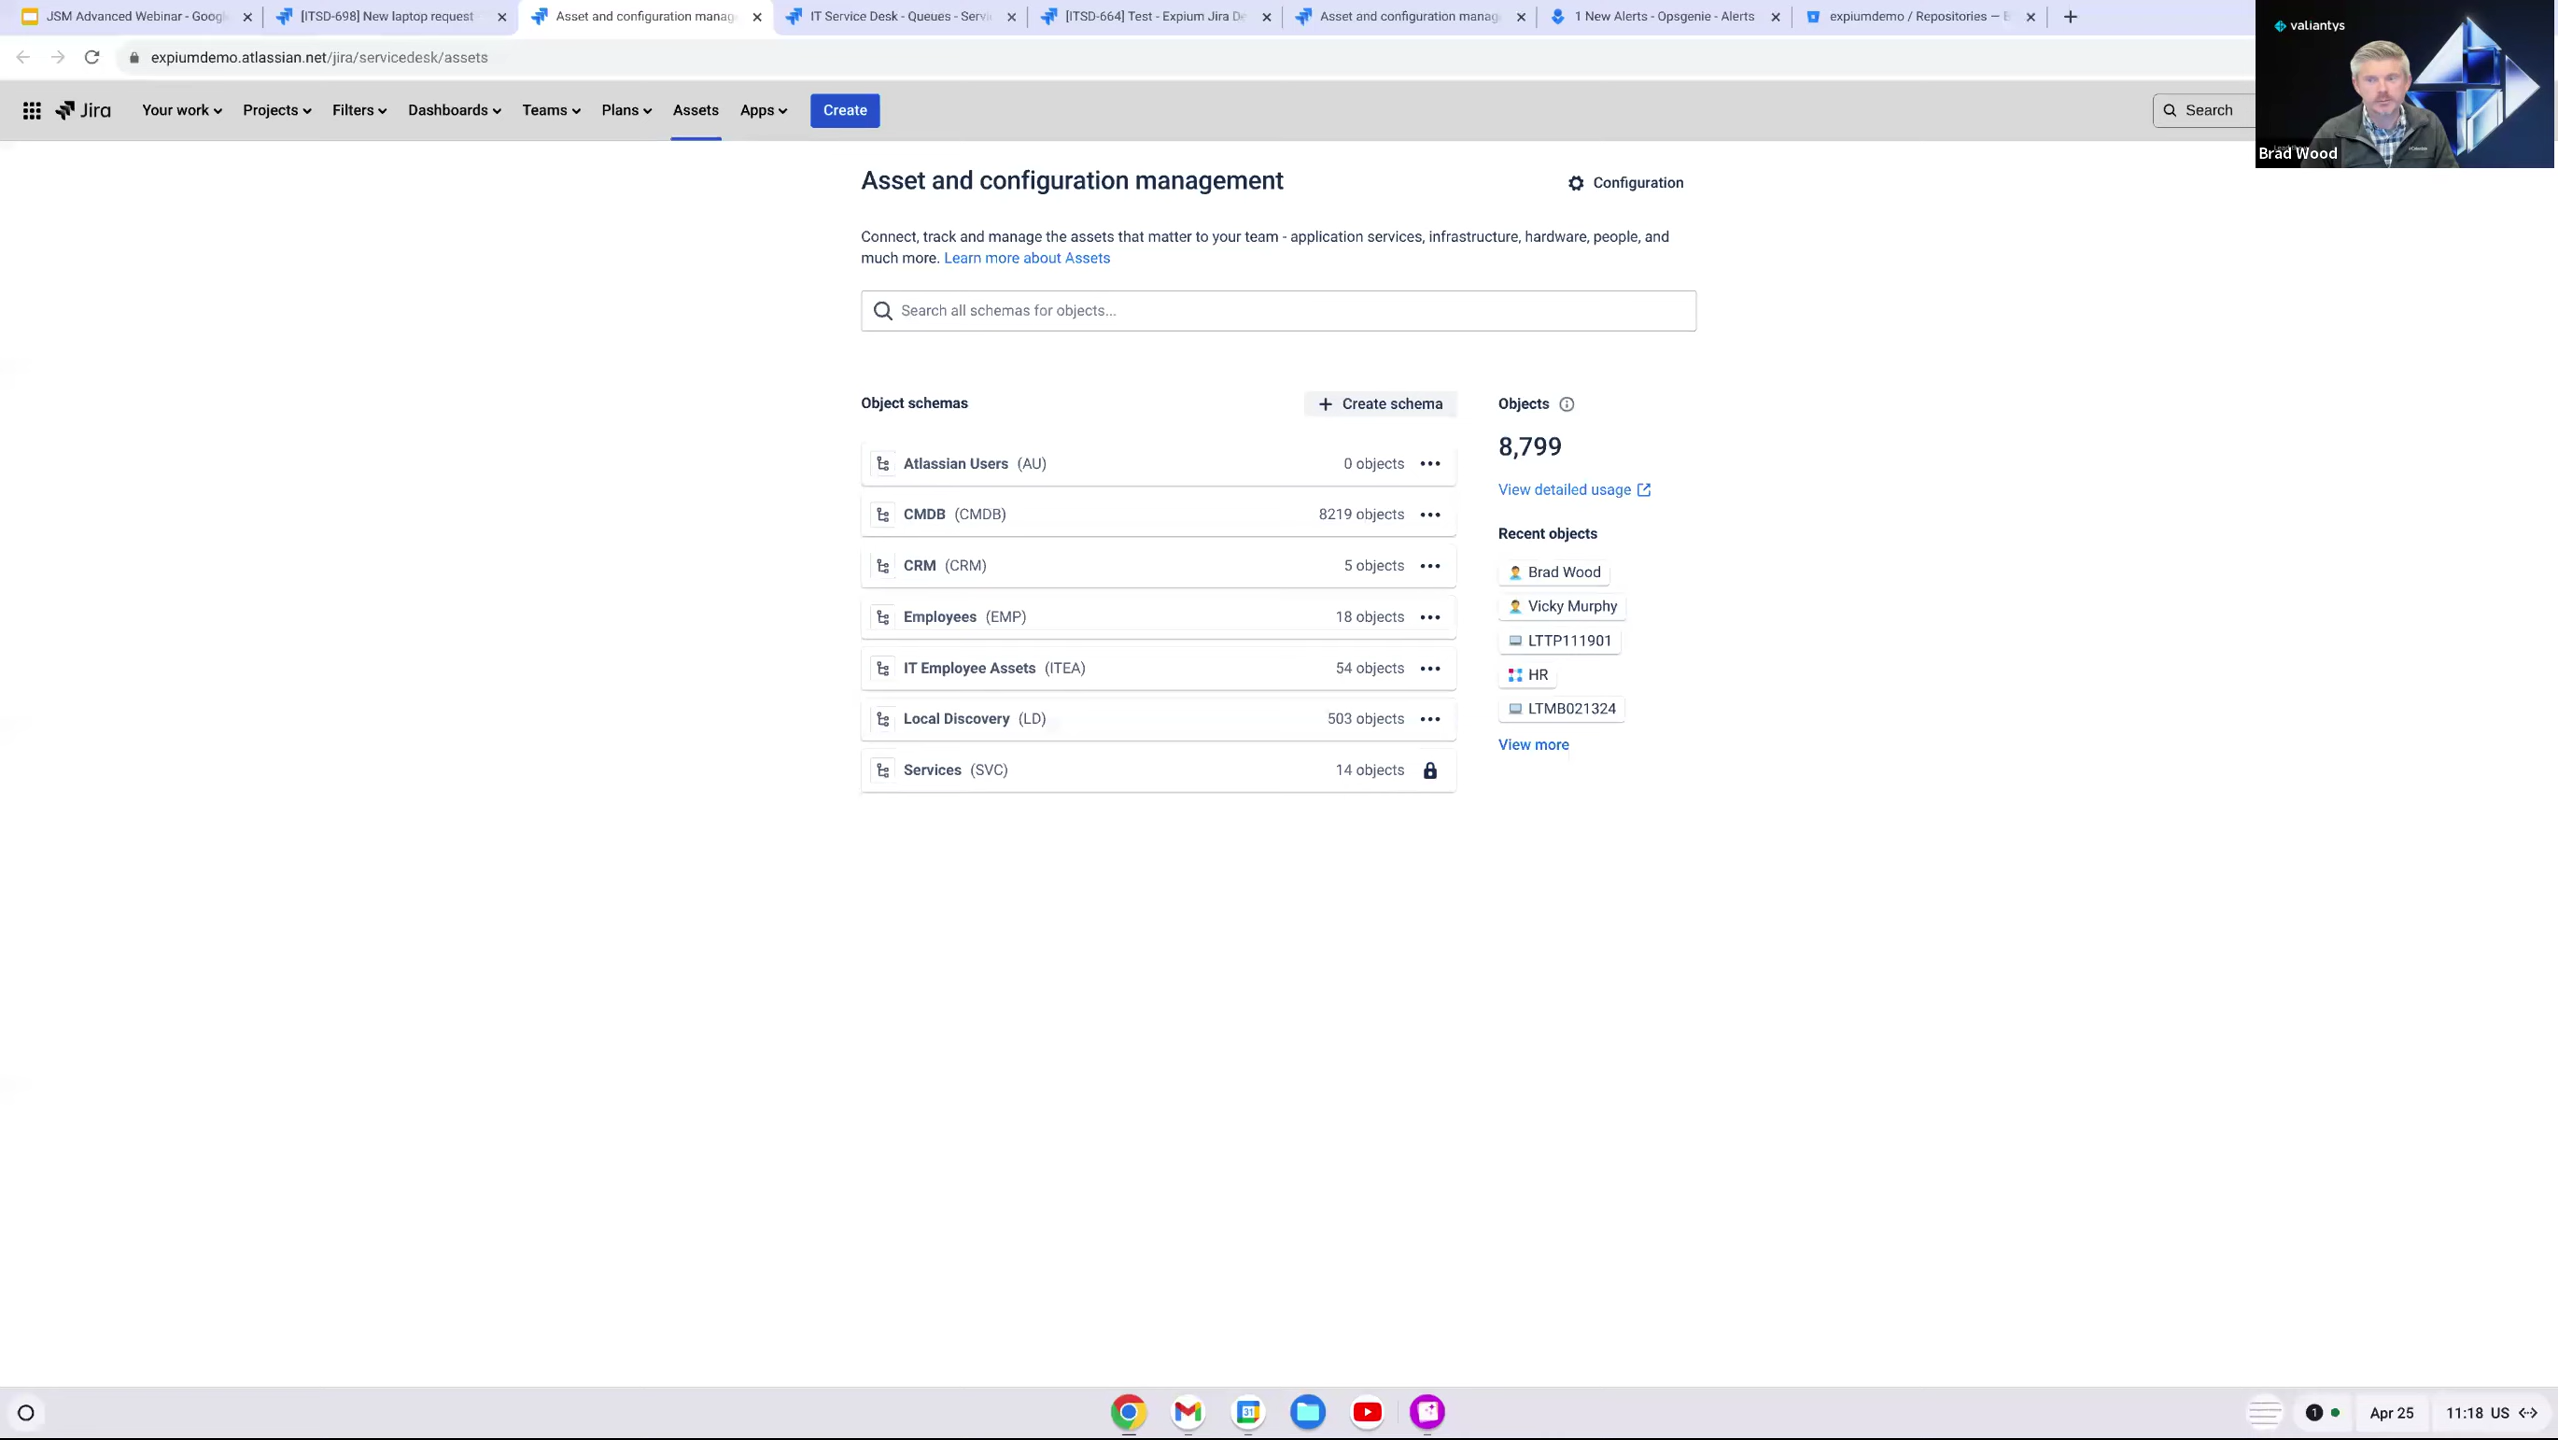 JSM Advanced Webinar - Googl
[ITSD-698] New laptop request
Asset and configuration manag
IT Service Desk - Queues - Servi
[ITSD-664] Test - Expium Jira De
Asset and configuration manag
1 New Alerts - Opsgenie - Alerts
expiumdemo / Repositories — B
valiantys
Brad Wood
expiumdemo.atlassian.net/jira/servicedesk/assets
Jira
Your work
Projects
Filters
Dashboards
Teams
Plans
Assets
Apps
Create
Search
Asset and configuration management
Configuration
Connect, track and manage the assets that matter to your team - application services, infrastructure, hardware, people, and
much more. Learn more about Assets
Search all schemas for objects...
Object schemas
+ Create schema
Atlassian Users (AU) 0 objects
CMDB (CMDB) 8219 objects
CRM (CRM) 5 objects
Employees (EMP) 18 objects
IT Employee Assets (ITEA) 54 objects
Local Discovery (LD) 503 objects
Services (SVC) 14 objects
Objects
8,799
View detailed usage
Recent objects
Brad Wood
Vicky Murphy
LTTP111901
HR
LTMB021324
View more
31
1
Apr 25
11:18 US